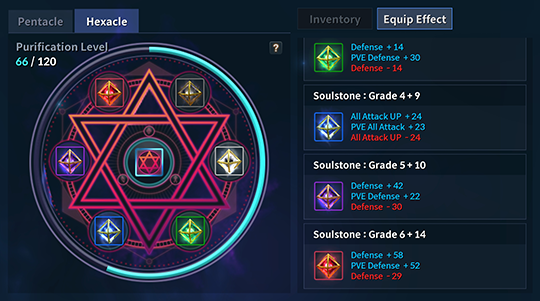 Pentacle
Hexacle
Inventory
Equip Effect
Purification Level
66 / 120
?
Defense + 14
PVE Defense + 30
Defense - 14
Soulstone : Grade 4 + 9
All Attack UP + 24
PVE All Attack + 23
All Attack UP - 24
Soulstone : Grade 5 + 10
Defense + 42
PVE Defense + 22
Defense - 30
Soulstone : Grade 6 + 14
Defense + 58
PVE Defense + 52
Defense - 29